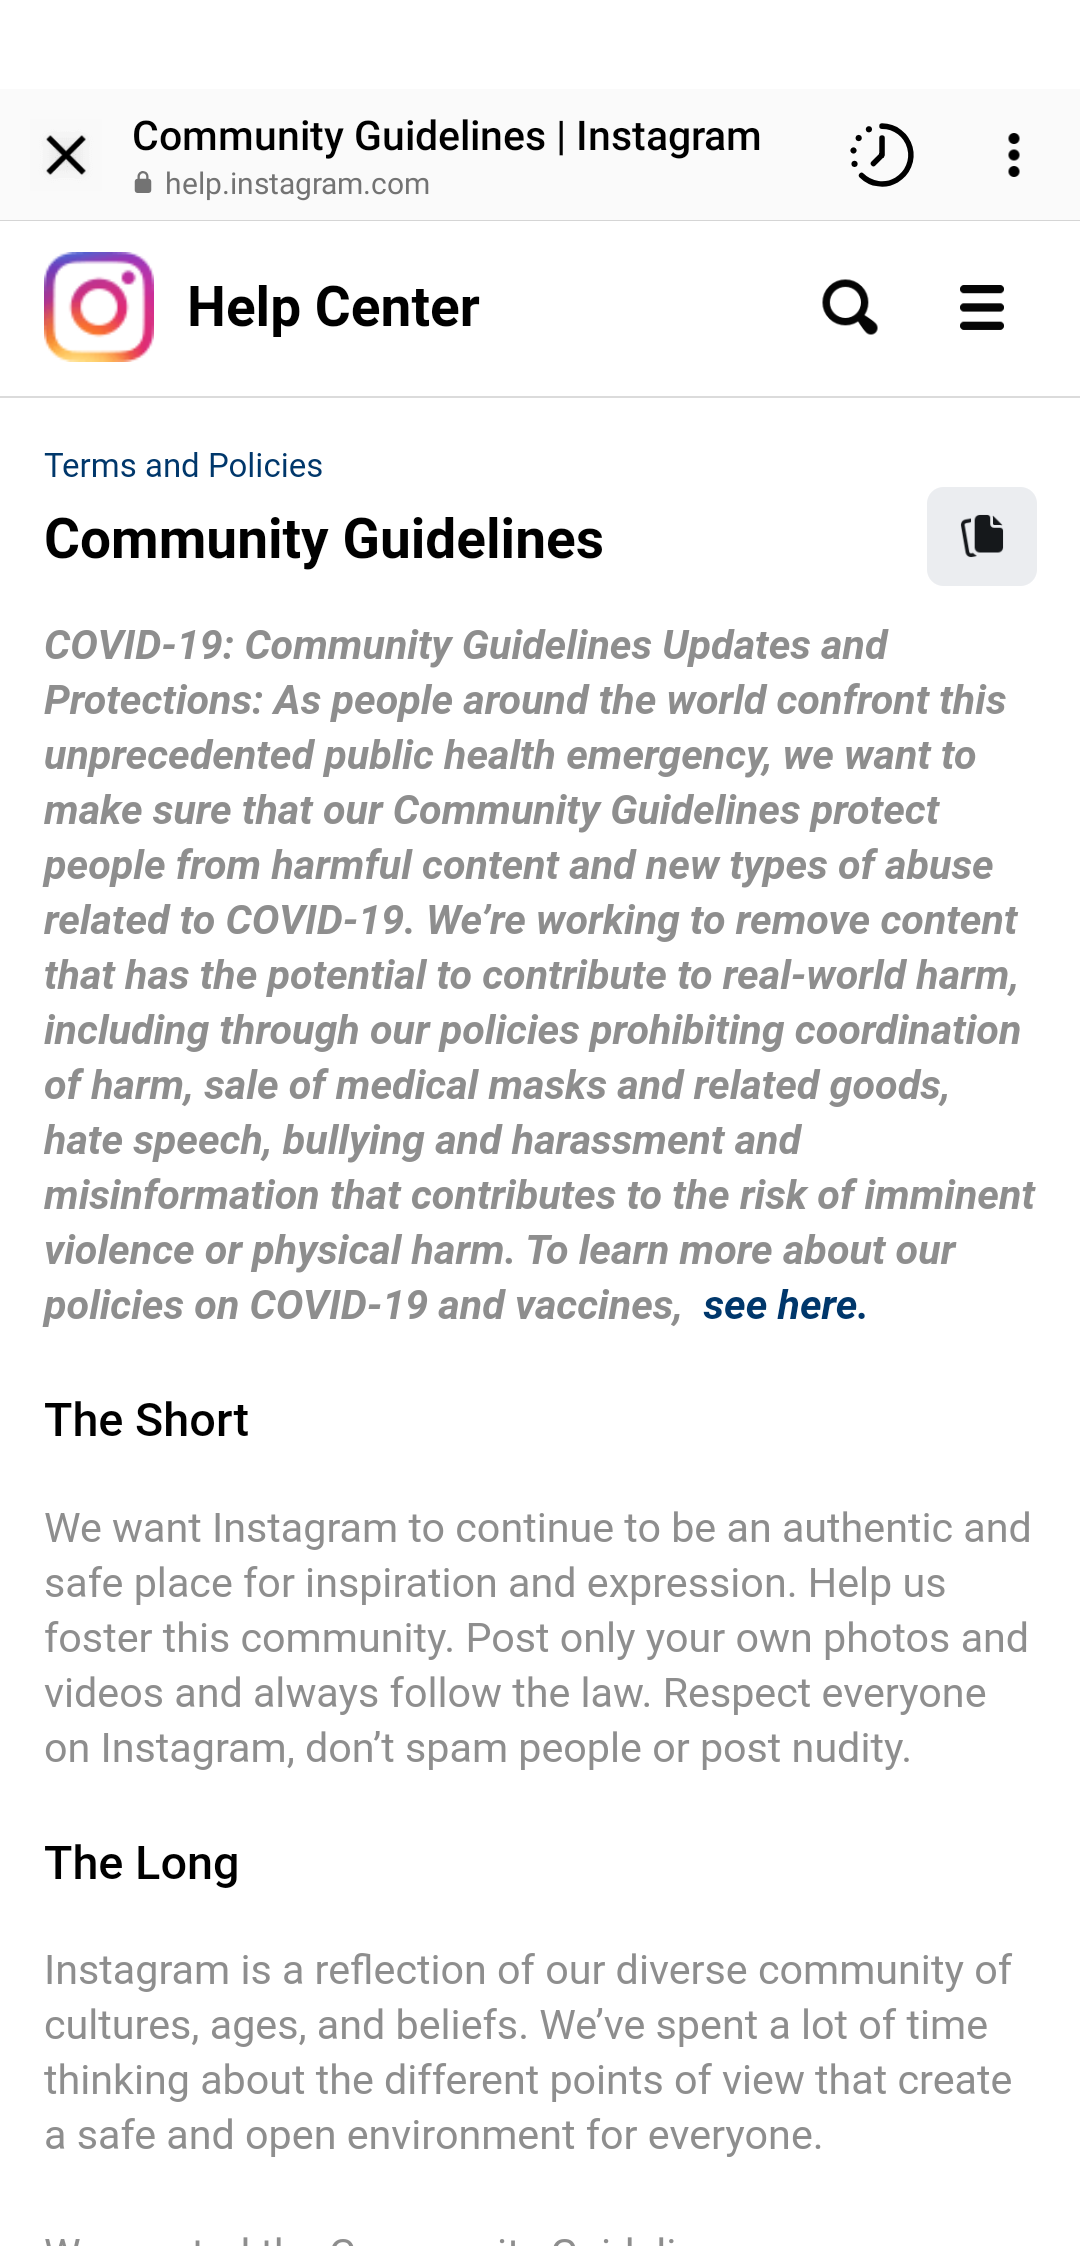 Community Guidelines | Instagram
help.instagram.com
Help Center
Terms and Policies
Community Guidelines
COVID-19: Community Guidelines Updates and
Protections: As people around the world confront this
unprecedented public health emergency, we want to
make sure that our Community Guidelines protect
people from harmful content and new types of abuse
related to COVID-19. We’re working to remove content
that has the potential to contribute to real-world harm,
including through our policies prohibiting coordination
of harm, sale of medical masks and related goods,
hate speech, bullying and harassment and
misinformation that contributes to the risk of imminent
violence or physical harm. To learn more about our
policies on COVID-19 and vaccines, see here.
The Short
We want Instagram to continue to be an authentic and
safe place for inspiration and expression. Help us
foster this community. Post only your own photos and
videos and always follow the law. Respect everyone
on Instagram, don’t spam people or post nudity.
The Long
Instagram is a reflection of our diverse community of
cultures, ages, and beliefs. We’ve spent a lot of time
thinking about the different points of view that create
a safe and open environment for everyone.